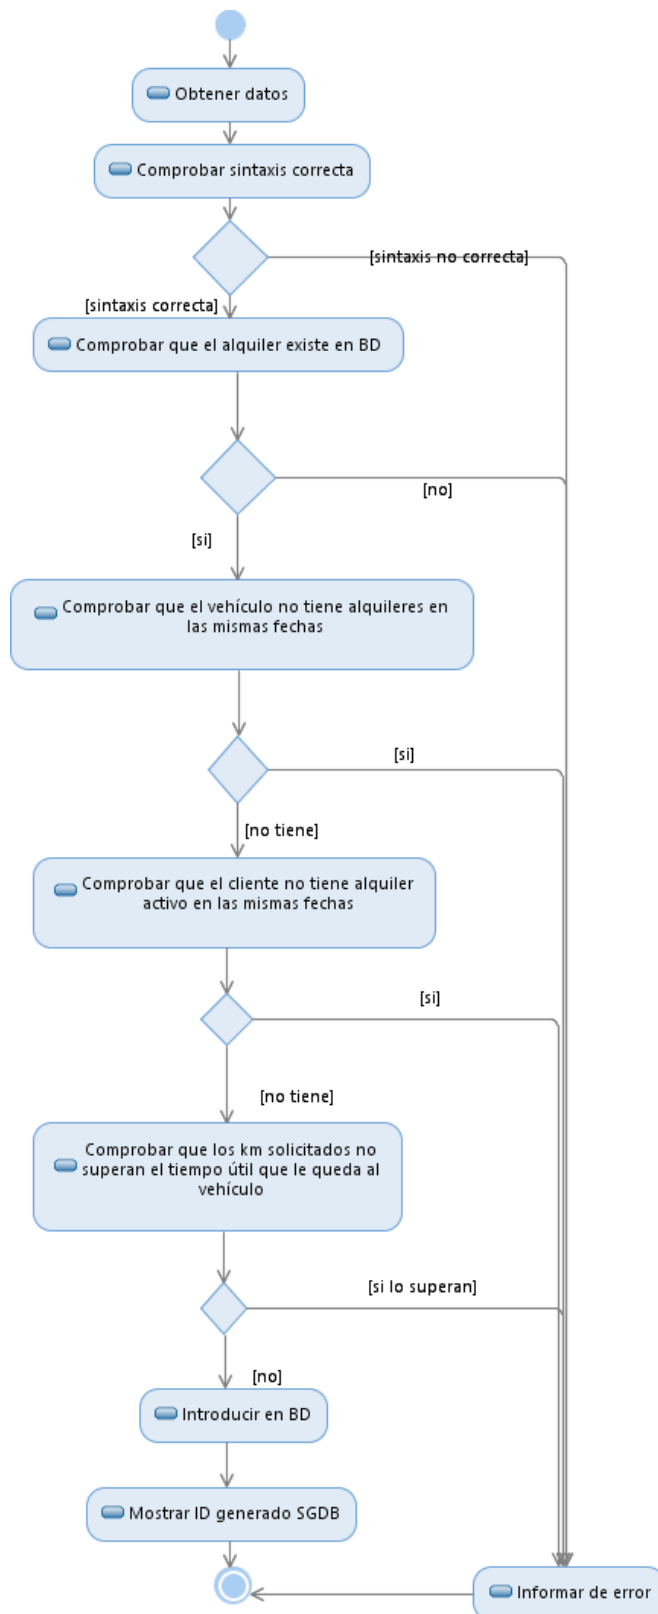 Obtener datos
Comprobar sintaxis correcta
[sintaxis no correcta]
[sintaxis correcta]
Comprobar que el alquiler existe en BD
[no]
[si]
Comprobar que el vehículo no tiene alquileres en
las mismas fechas
[si]
[no tiene]
Comprobar que el cliente no tiene alquiler
activo en las mismas fechas
[si]
[no tiene]
Comprobar que los km solicitados no
superan el tiempo útil que le queda al
vehículo
[si lo superan]
[no]
Introducir en BD
Mostrar ID generado SGDB
Informar de error